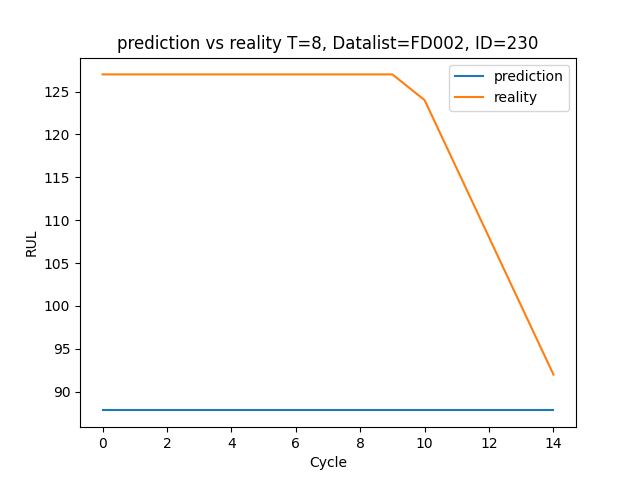 prediction vs reality T=8, Datalist=FD002, ID=230
prediction
reality
125
120
115
110
105
100
95
90
RUL
0 2 4 6 8 10 12 14
Cycle